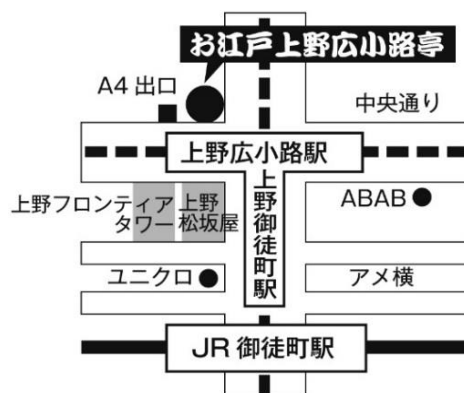 お江戸上野広小路亭
A4 出口
中央通り
上野広小路駅
上野御徒町駅
上野フロンティア
タワー
上野
松坂屋
ABAB
ユニクロ
アメ横
JR 御徒町駅